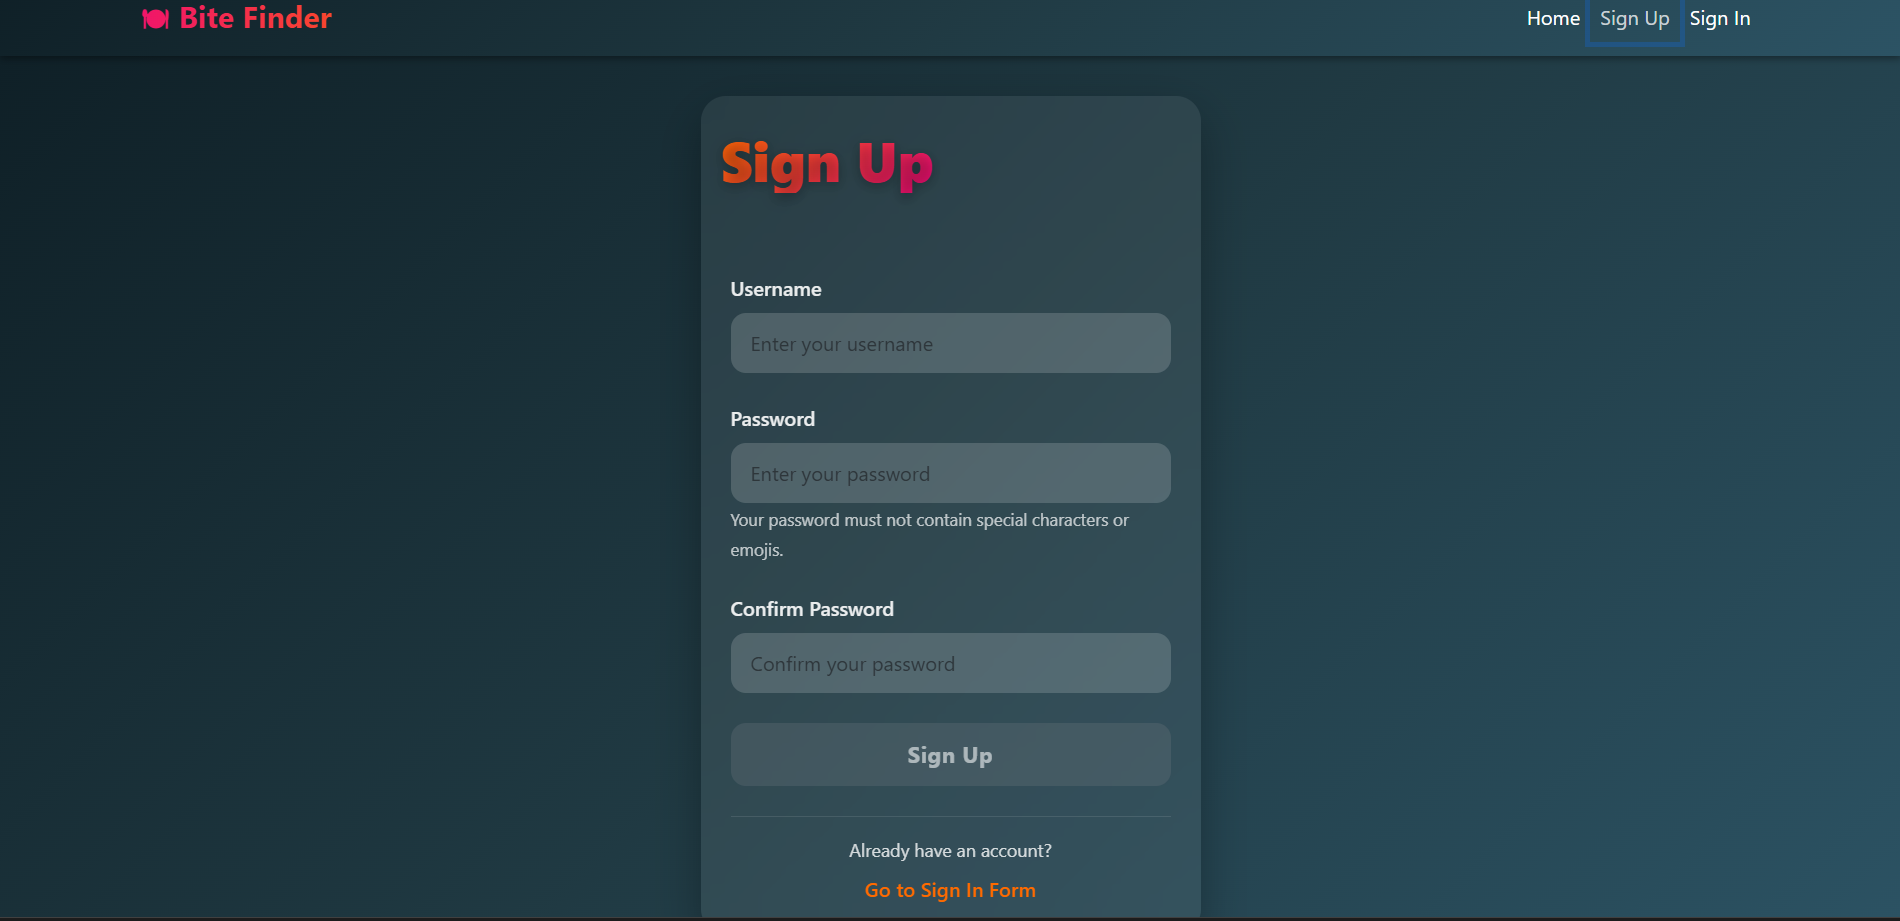 Bite Finder
Home Sign Up Sign In
Sign Up
Username
Enter your username
Password
Enter your password
Your password must not contain special characters or
emojis.
Confirm Password
Confirm your password
Sign Up
Already have an account?
Go to Sign In Form